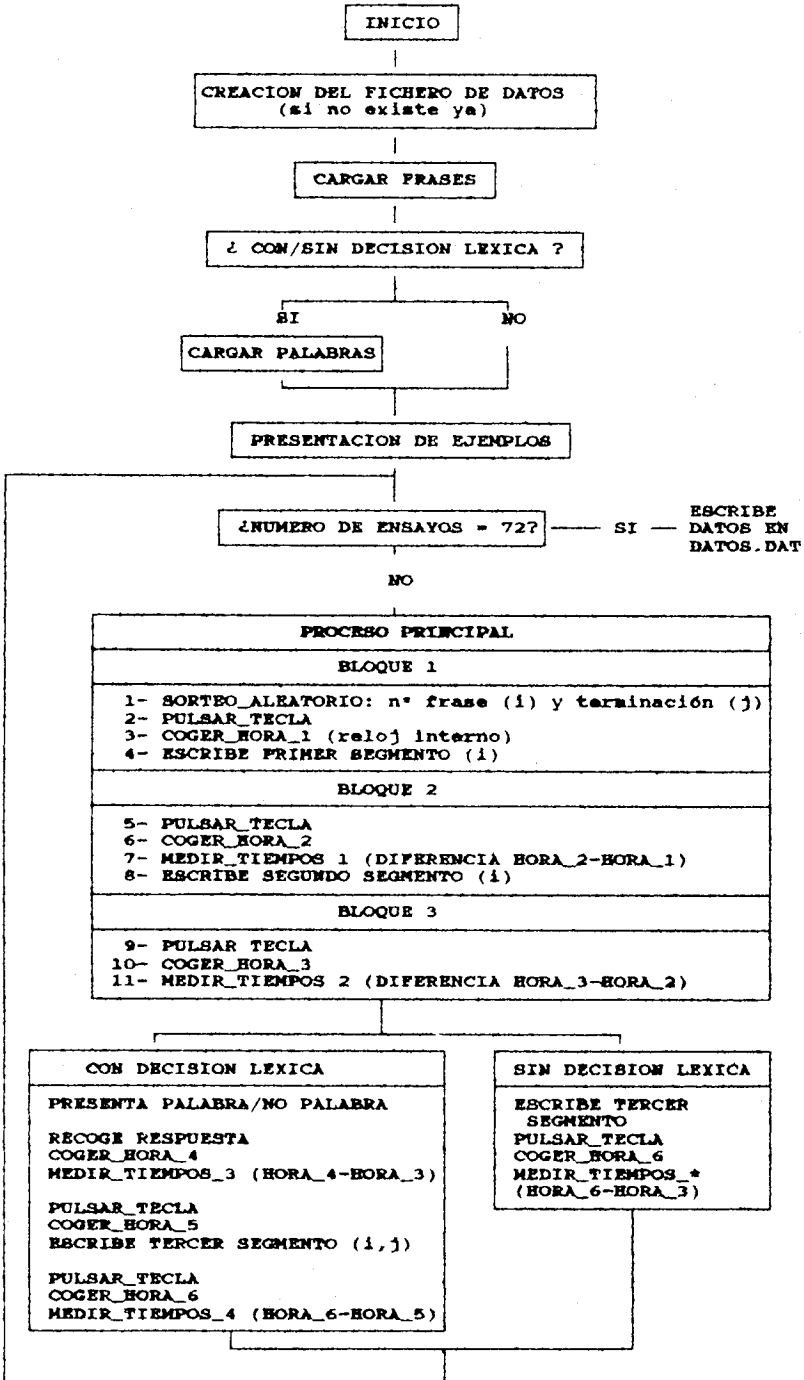 INICIO
CREACION DEL FICHERO DE DATOS
(si no existe ya)
CARGAR FRASES
¿ CON/SIN DECISION LEXICA ?
SI NO
CARGAR PALABRAS
PRESENTACION DE EJEMPLOS
¿NUMERO DE ENSAYOS = 72? SI ESCRIBE
DATOS EN
DATOS.DAT
NO
PROCESO PRINCIPAL
BLOQUE 1
1- SORTEO_ALEATORIO: nº frase (i) y terminación (j)
2- PULSAR_TECLA
3- COGER_HORA_1 (reloj interno)
4- ESCRIBE PRIMER SEGMENTO (i)
BLOQUE 2
5- PULSAR_TECLA
6- COGER_HORA_2
7- MEDIR_TIEMPOS 1 (DIFERENCIA HORA_2-HORA_1)
8- ESCRIBE SEGUNDO SEGMENTO (i)
BLOQUE 3
9- PULSAR TECLA
10- COGER_HORA_3
11- MEDIR_TIEMPOS 2 (DIFERENCIA HORA_3-HORA_2)
CON DECISION LEXICA
PRESENTA PALABRA/NO PALABRA
RECOGE RESPUESTA
COGER_HORA_4
MEDIR_TIEMPOS_3 (HORA_4-HORA_3)
PULSAR_TECLA
COGER_HORA_5
ESCRIBE TERCER SEGMENTO (i,j)
PULSAR_TECLA
COGER_HORA_6
MEDIR_TIEMPOS_4 (HORA_6-HORA_5)
SIN DECISION LEXICA
ESCRIBE TERCER
SEGMENTO
PULSAR_TECLA
COGER_HORA_6
MEDIR_TIEMPOS_*
(HORA_6-HORA_3)